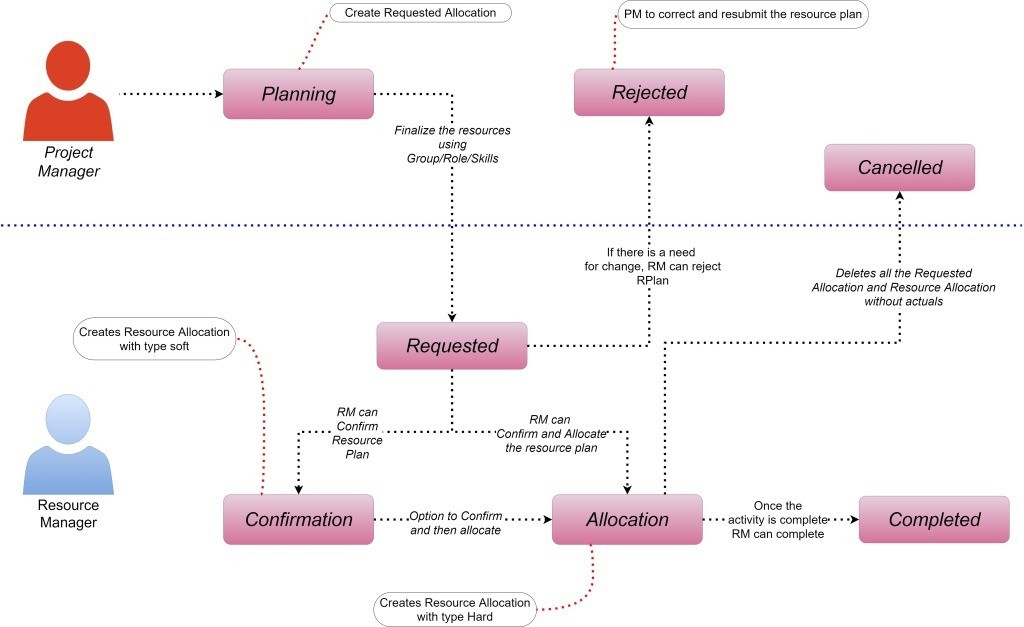 Create Requested Allocation
PM to correct and resubmit the resource plan
Planning
Rejected
Project
Manager
Finalize the resources
using
Group/Role/Skills
Cancelled
If there is a need
for change, RM can reject
RPlan
Deletes all the Requested
Allocation and Resource Allocation
without actuals
Creates Resource Allocation
with type soft
Requested
RM can
Confirm
Resource
Plan
RM can
Confirm and Allocate
the resource plan
Resource
Manager
Confirmation
Option to Confirm
and then allocate
Allocation
Once the
activity is complete
RM can complete
Completed
Creates Resource Allocation
with type Hard